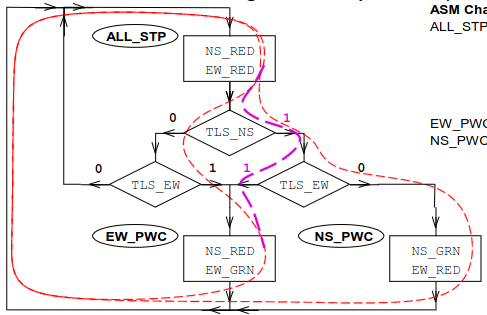 ASM Cha
ALL_STP
ALL_STP
NS_RED
EW_RED
0
1
TLS_NS
EW_PWC
NS_PWC
0
1
1
0
TLS_EW
TLS_EW
EW_PWC
NS_PWC
NS_RED
EW_GRN
NS_GRN
EW_RED